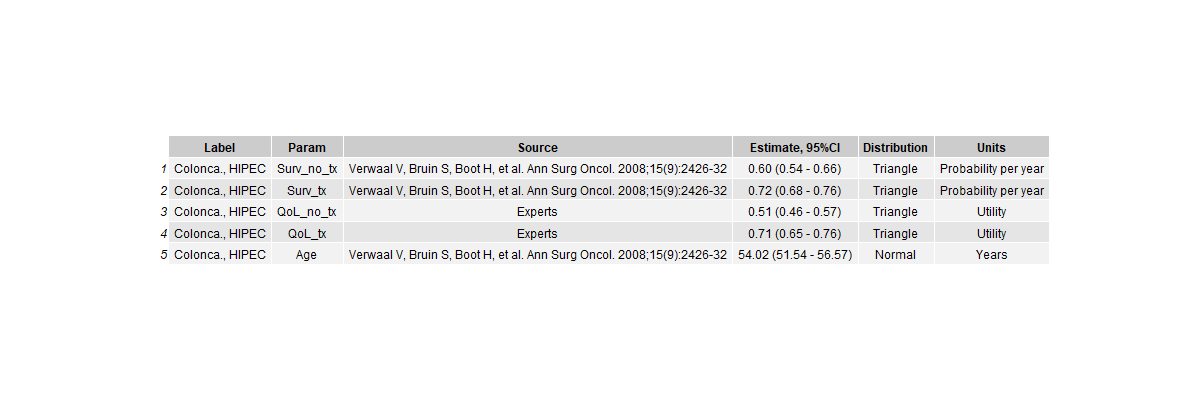 Label Param Source Estimate, 95%CI Distribution Units
1 Colonca., HIPEC Surv_no_tx Verwaal V, Bruin S, Boot H, et al. Ann Surg Oncol. 2008;15(9):2426-32 0.60 (0.54 - 0.66) Triangle Probability per year
2 Colonca., HIPEC Surv_tx Verwaal V, Bruin S, Boot H, et al. Ann Surg Oncol. 2008;15(9):2426-32 0.72 (0.68 - 0.76) Triangle Probability per year
3 Colonca., HIPEC QoL_no_tx Experts 0.51 (0.46 - 0.57) Triangle Utility
4 Colonca., HIPEC QoL_tx Experts 0.71 (0.65 - 0.76) Triangle Utility
5 Colonca., HIPEC Age Verwaal V, Bruin S, Boot H, et al. Ann Surg Oncol. 2008;15(9):2426-32 54.02 (51.54 - 56.57) Normal Years